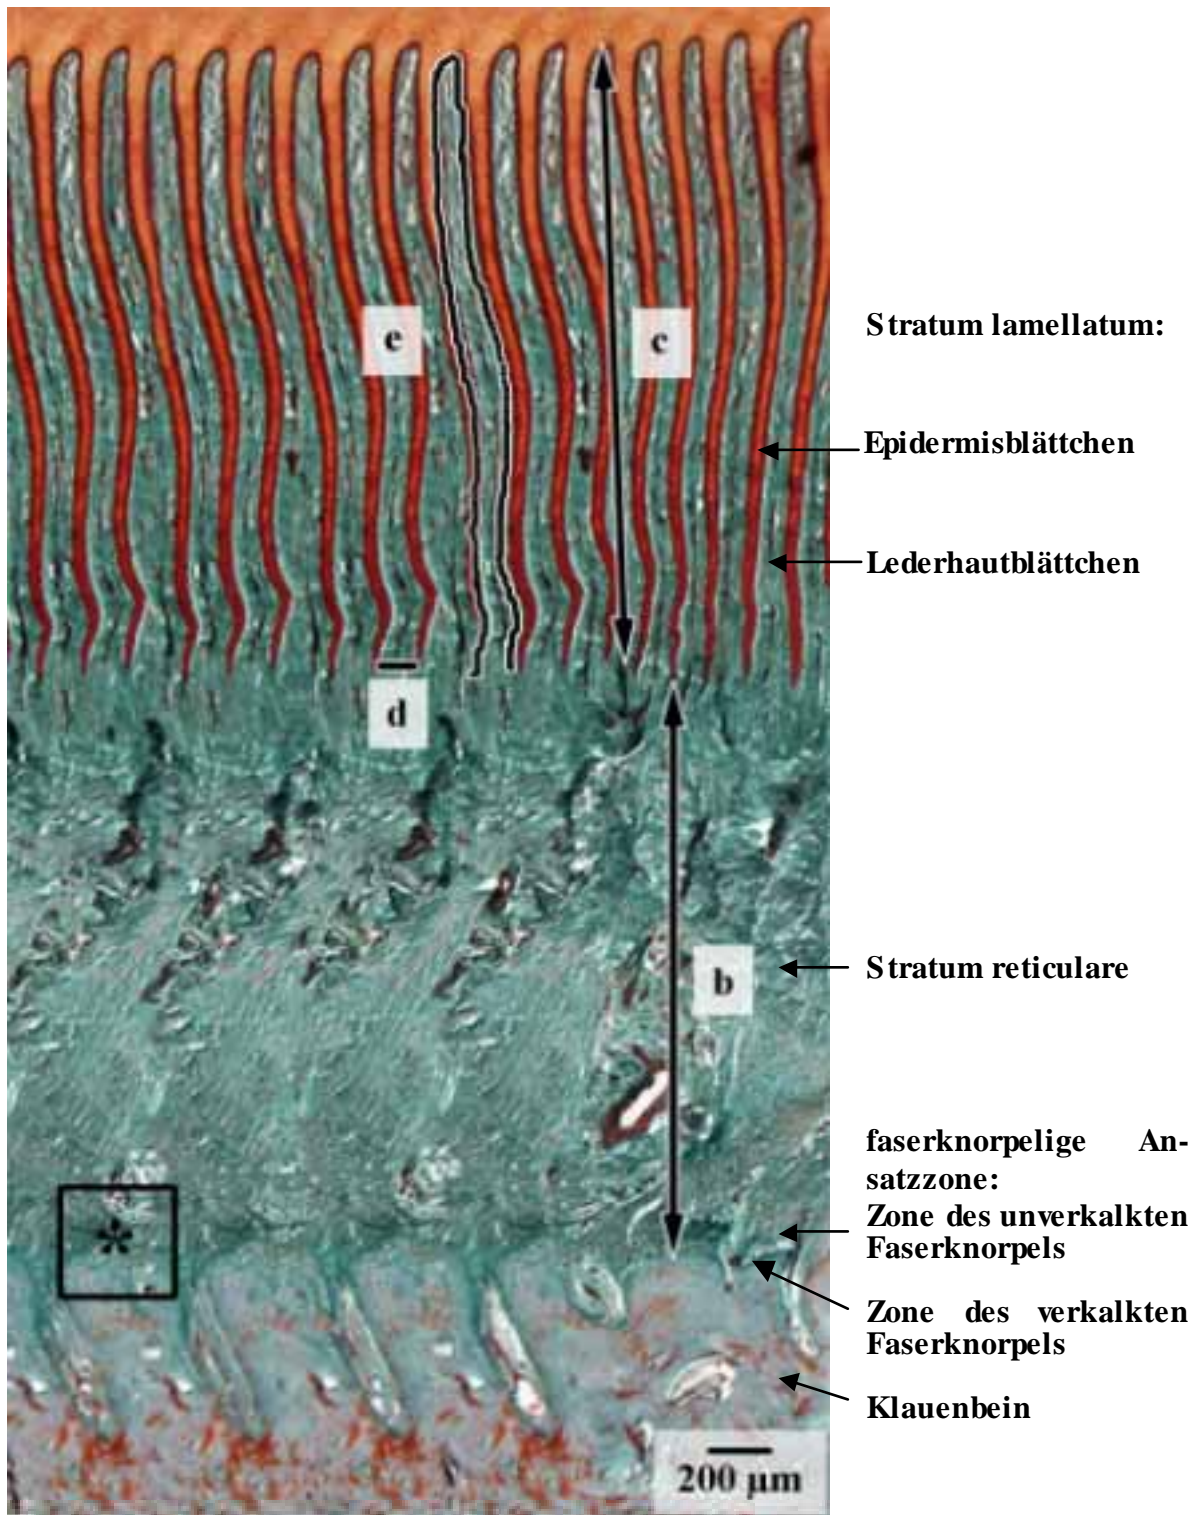 Stratum lamellatum:
e
c
Epidermisblättchen
Lederhautblättchen
d
Stratum reticulare
b
faserknorpelige An-
satzzone:
Zone des unverkalkten
Faserknorpels
*
Zone des verkalkten
Faserknorpels
Klauenbein
200 µm